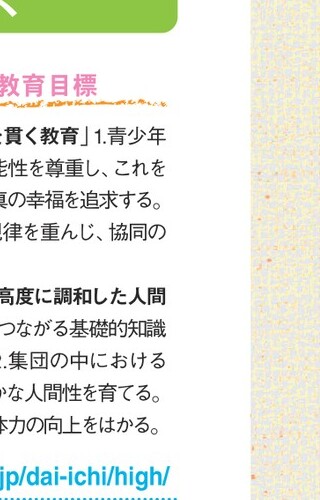 教育目標
を貫く教育」1.青少年
能性を尊重し、これを
真の幸福を追求する。
規律を重んじ、協同の
高度に調和した人間
つながる基礎的知識
2.集団の中における
かな人間性を育てる。
体力の向上をはかる。
jp/dai-ichi/high/